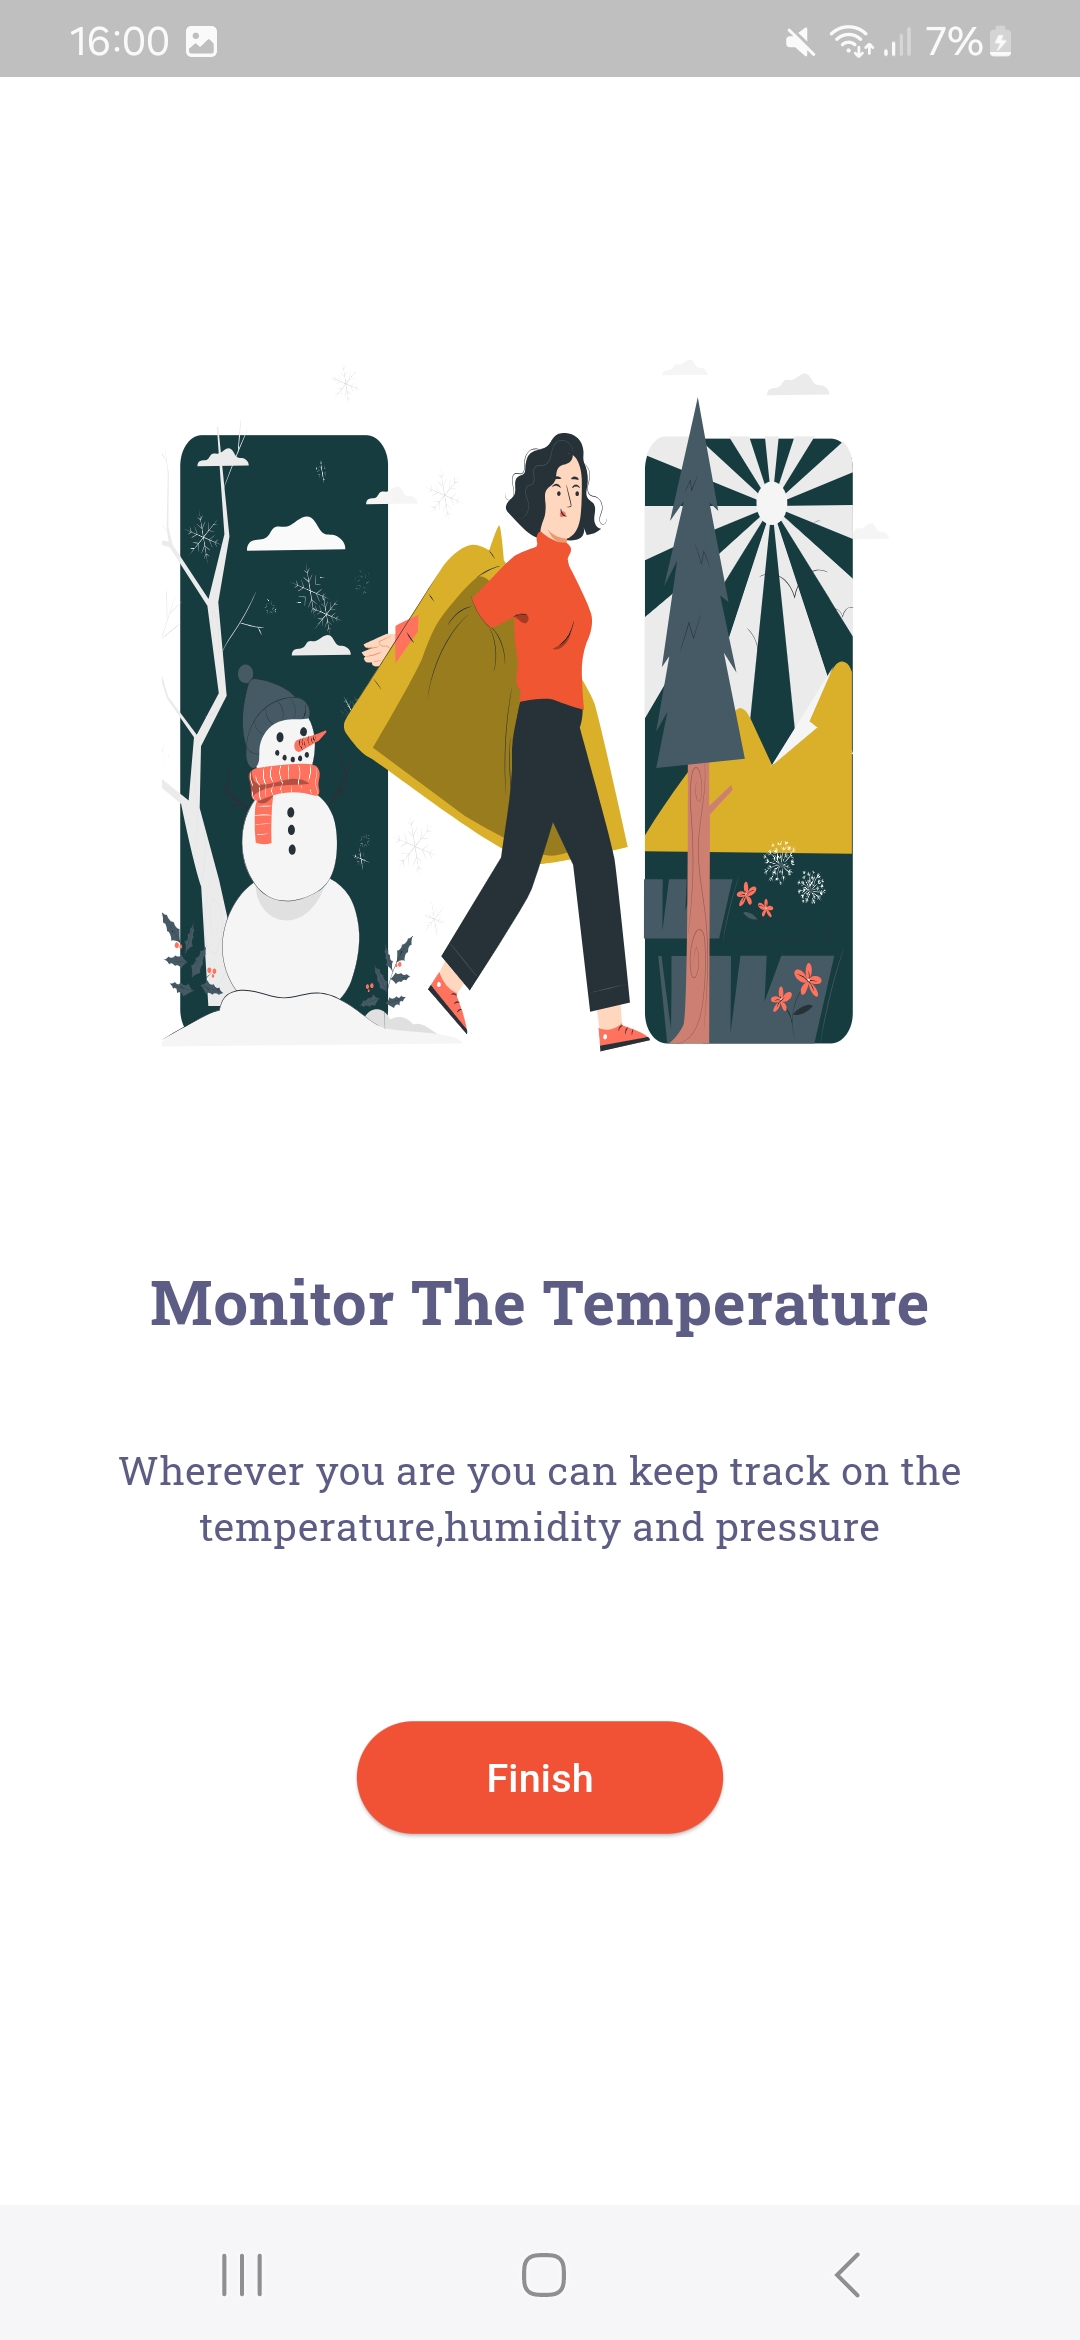 16:00
7%
Monitor The Temperature
Wherever you are you can keep track on the
temperature,humidity and pressure
Finish